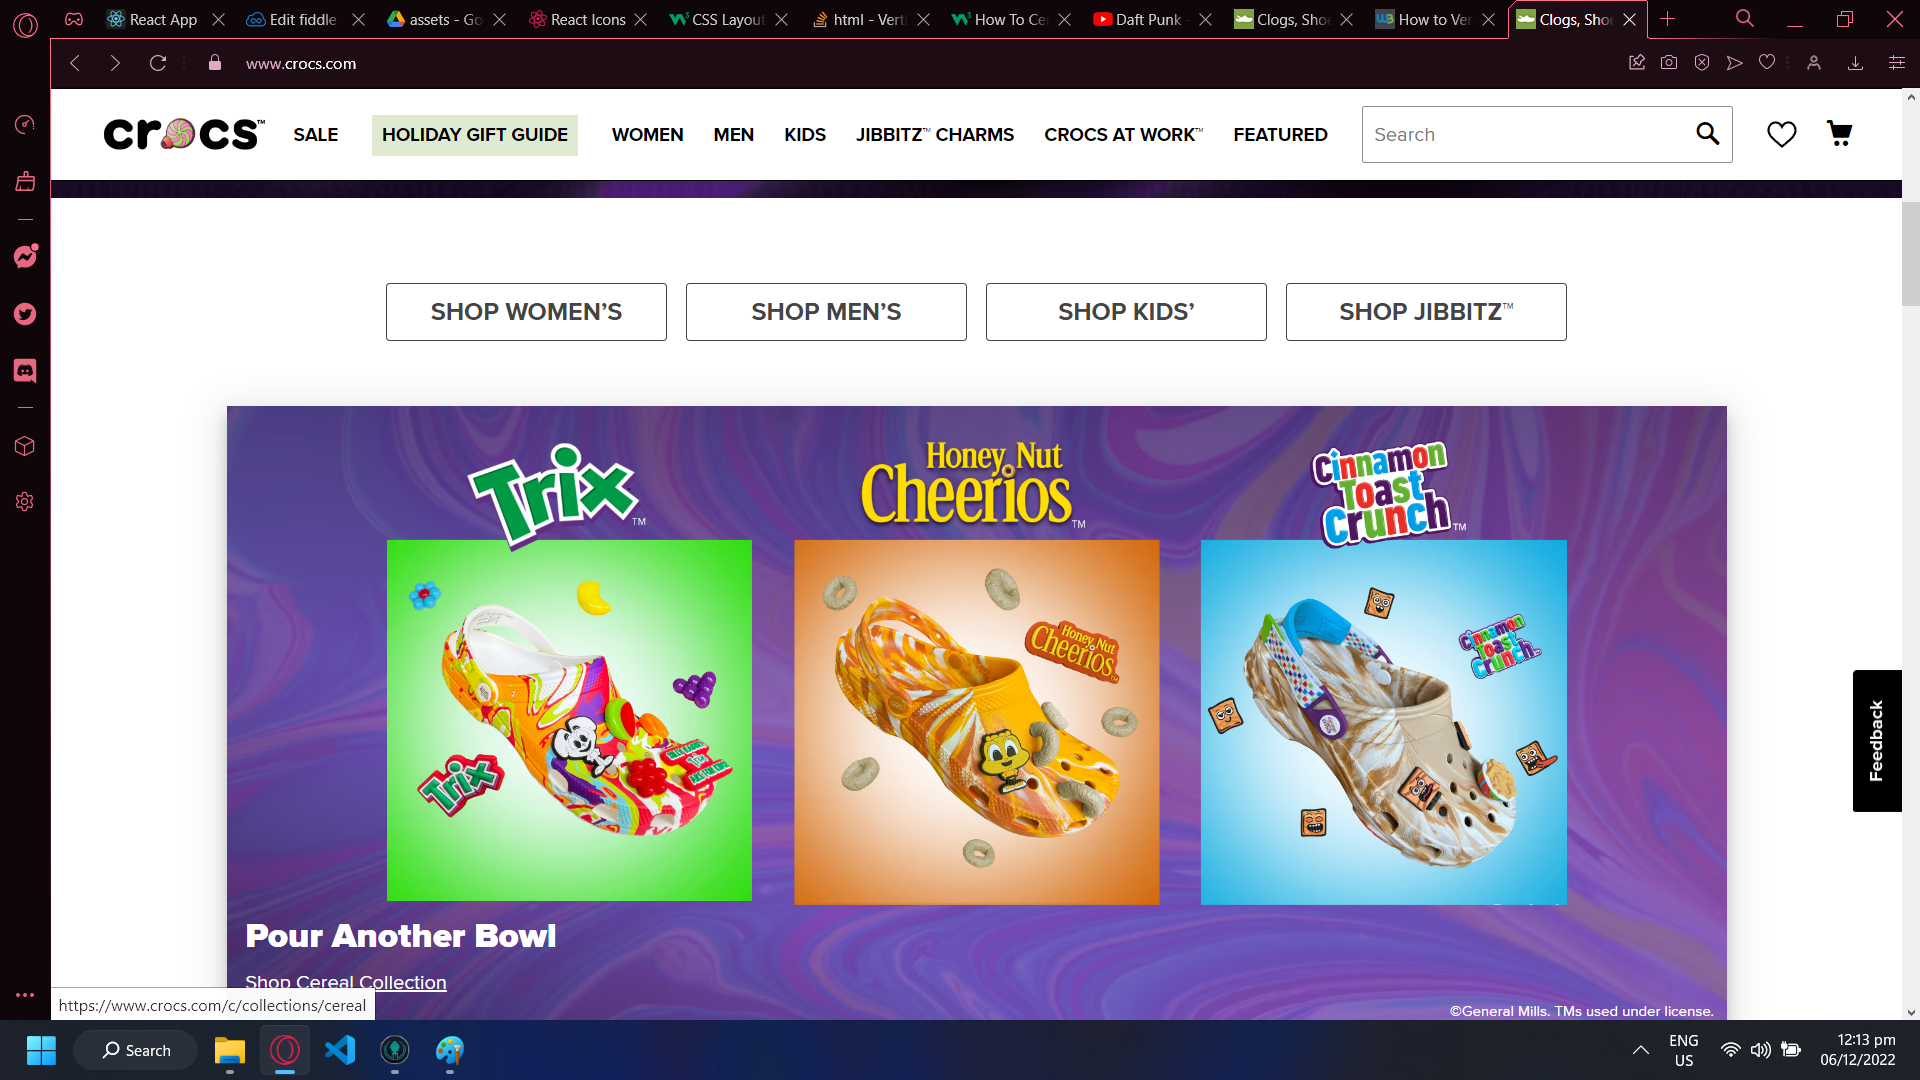 React App
Edit fiddle
assets - Go
React Icons
CSS Layout
html - Verti
How To Cen
Daft Punk -
Clogs, Shoe
How to Ver
Clogs, Shoe
www.crocs.com
crocs™
SALE
HOLIDAY GIFT GUIDE
WOMEN
MEN
KIDS
JIBBITZ™ CHARMS
CROCS AT WORK™
FEATURED
Search
SHOP WOMEN’S
SHOP MEN’S
SHOP KIDS’
SHOP JIBBITZ™
Trix™
Honey Nut
Cheerios™
Cinnamon
Toast
Crunch™
Trix
Honey Nut
Cheerios
Cinnamon
Toast
Crunch
Feedback
Pour Another Bowl
Shop Cereal Collection
https://www.crocs.com/c/collections/cereal
©General Mills. TMs used under license.
Search
ENG
US
12:13 pm
06/12/2022